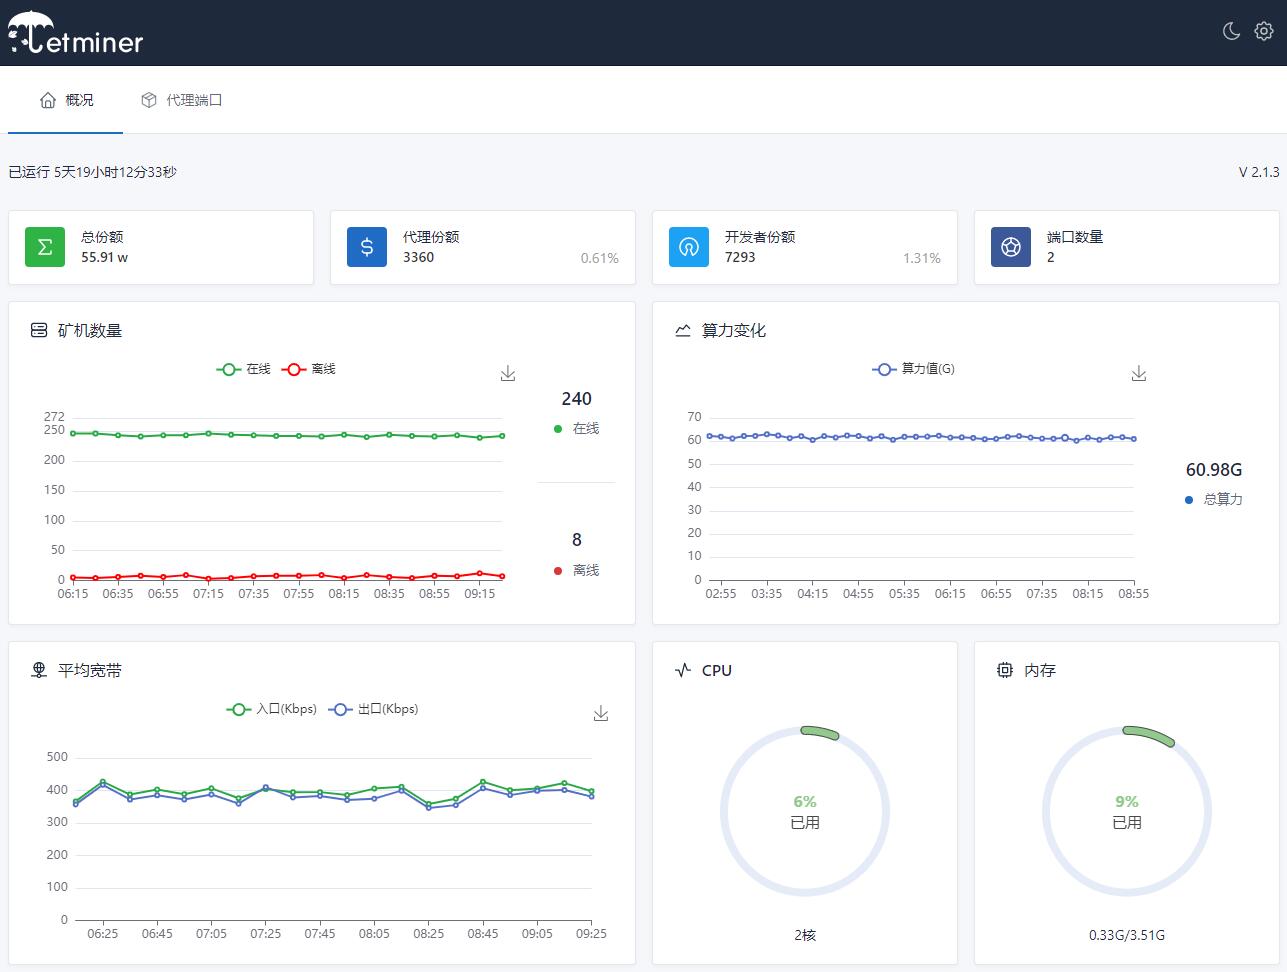 Letminer
概况
代理端口
已运行 5天19小时12分33秒
V 2.1.3
总份额
55.91 w
代理份额
3360
0.61%
开发者份额
7293
1.31%
端口数量
2
矿机数量
在线
离线
272
250
200
150
100
50
0
06:15 06:35 06:55 07:15 07:35 07:55 08:15 08:35 08:55 09:15
240
在线
8
离线
算力变化
算力值(G)
70
60
50
40
30
20
10
0
02:55 03:35 04:15 04:55 05:35 06:15 06:55 07:35 08:15 08:55
60.98G
总算力
平均宽带
入口(Kbps)
出口(Kbps)
500
400
300
200
100
0
06:25 06:45 07:05 07:25 07:45 08:05 08:25 08:45 09:05 09:25
CPU
6%
已用
2核
内存
9%
已用
0.33G/3.51G